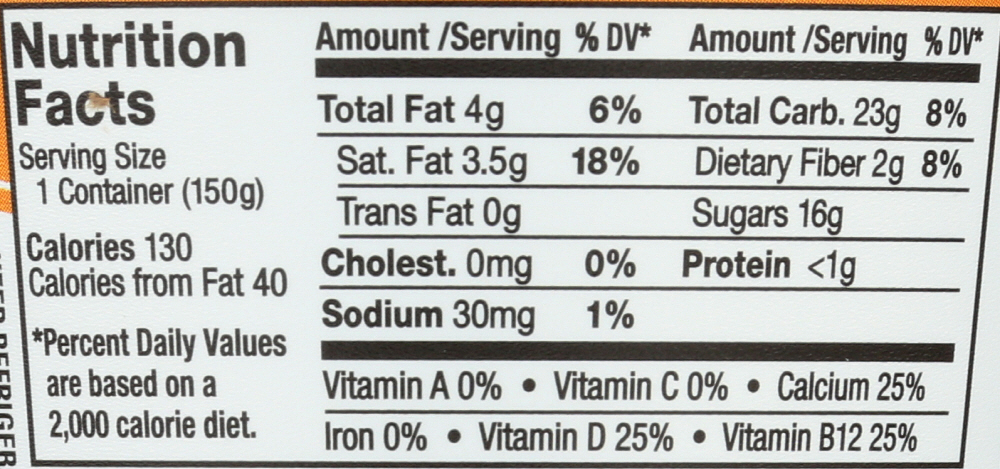 Nutrition
Facts
Serving Size
1 Container (150g)
Calories 130
Calories from Fat 40
*Percent Daily Values
are based on a
2,000 calorie diet.
Amount /Serving % DV* Amount /Serving % DV*
Total Fat 4g 6% Total Carb. 23g 8%
Sat. Fat 3.5g 18% Dietary Fiber 2g 8%
Trans Fat 0g Sugars 16g
Cholest. 0mg 0% Protein <1g
Sodium 30mg 1%
Vitamin A 0% • Vitamin C 0% • Calcium 25%
Iron 0% • Vitamin D 25% • Vitamin B12 25%